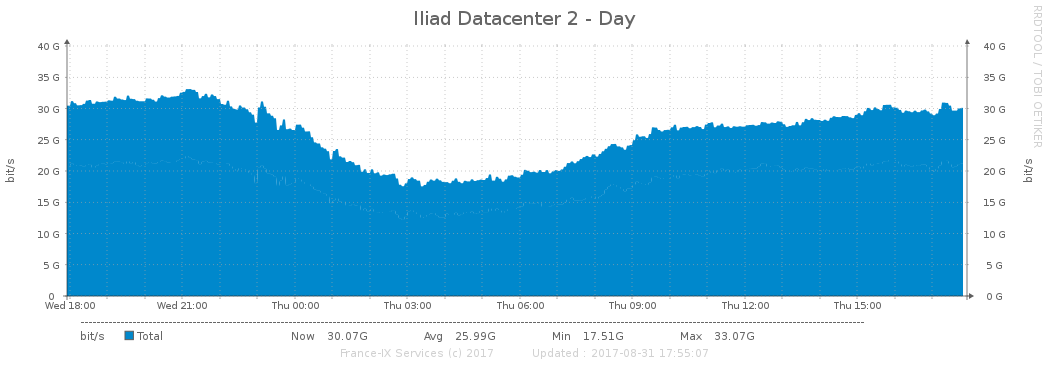 Iliad Datacenter 2 - Day
RRDTOOL / TOBI OETIKER
40 G 40 G
35 G 35 G
30 G 30 G
25 G 25 G
20 G 20 G
15 G 15 G
10 G 10 G
5 G 5 G
0 0 G
bit/s bit/s
Wed 18:00 Wed 21:00 Thu 00:00 Thu 03:00 Thu 06:00 Thu 09:00 Thu 12:00 Thu 15:00
bit/s Total Now 30.07G Avg 25.99G Min 17.51G Max 33.07G
France-IX Services (c) 2017 Updated : 2017-08-31 17:55:07